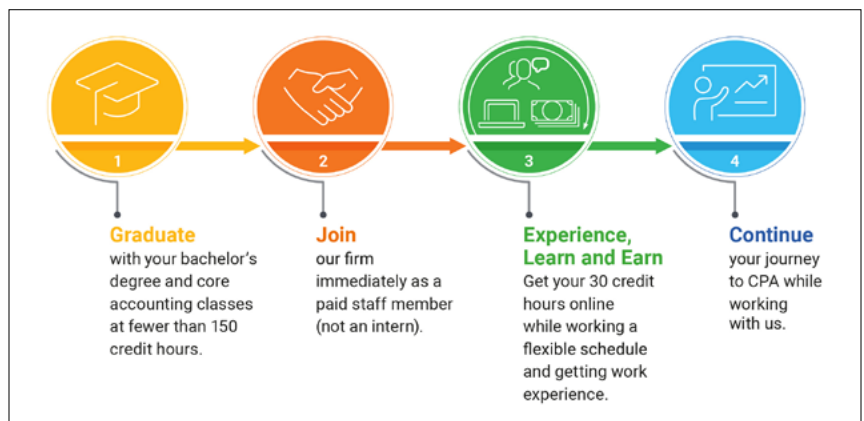 1
Graduate
with your bachelor's
degree and core
accounting classes
at fewer than 150
credit hours.
2
Join
our firm
immediately as a
paid staff member
(not an intern).
3
Experience,
Learn and Earn
Get your 30 credit
hours online
while working a
flexible schedule
and getting work
experience.
4
Continue
your journey
to CPA while
working
with us.